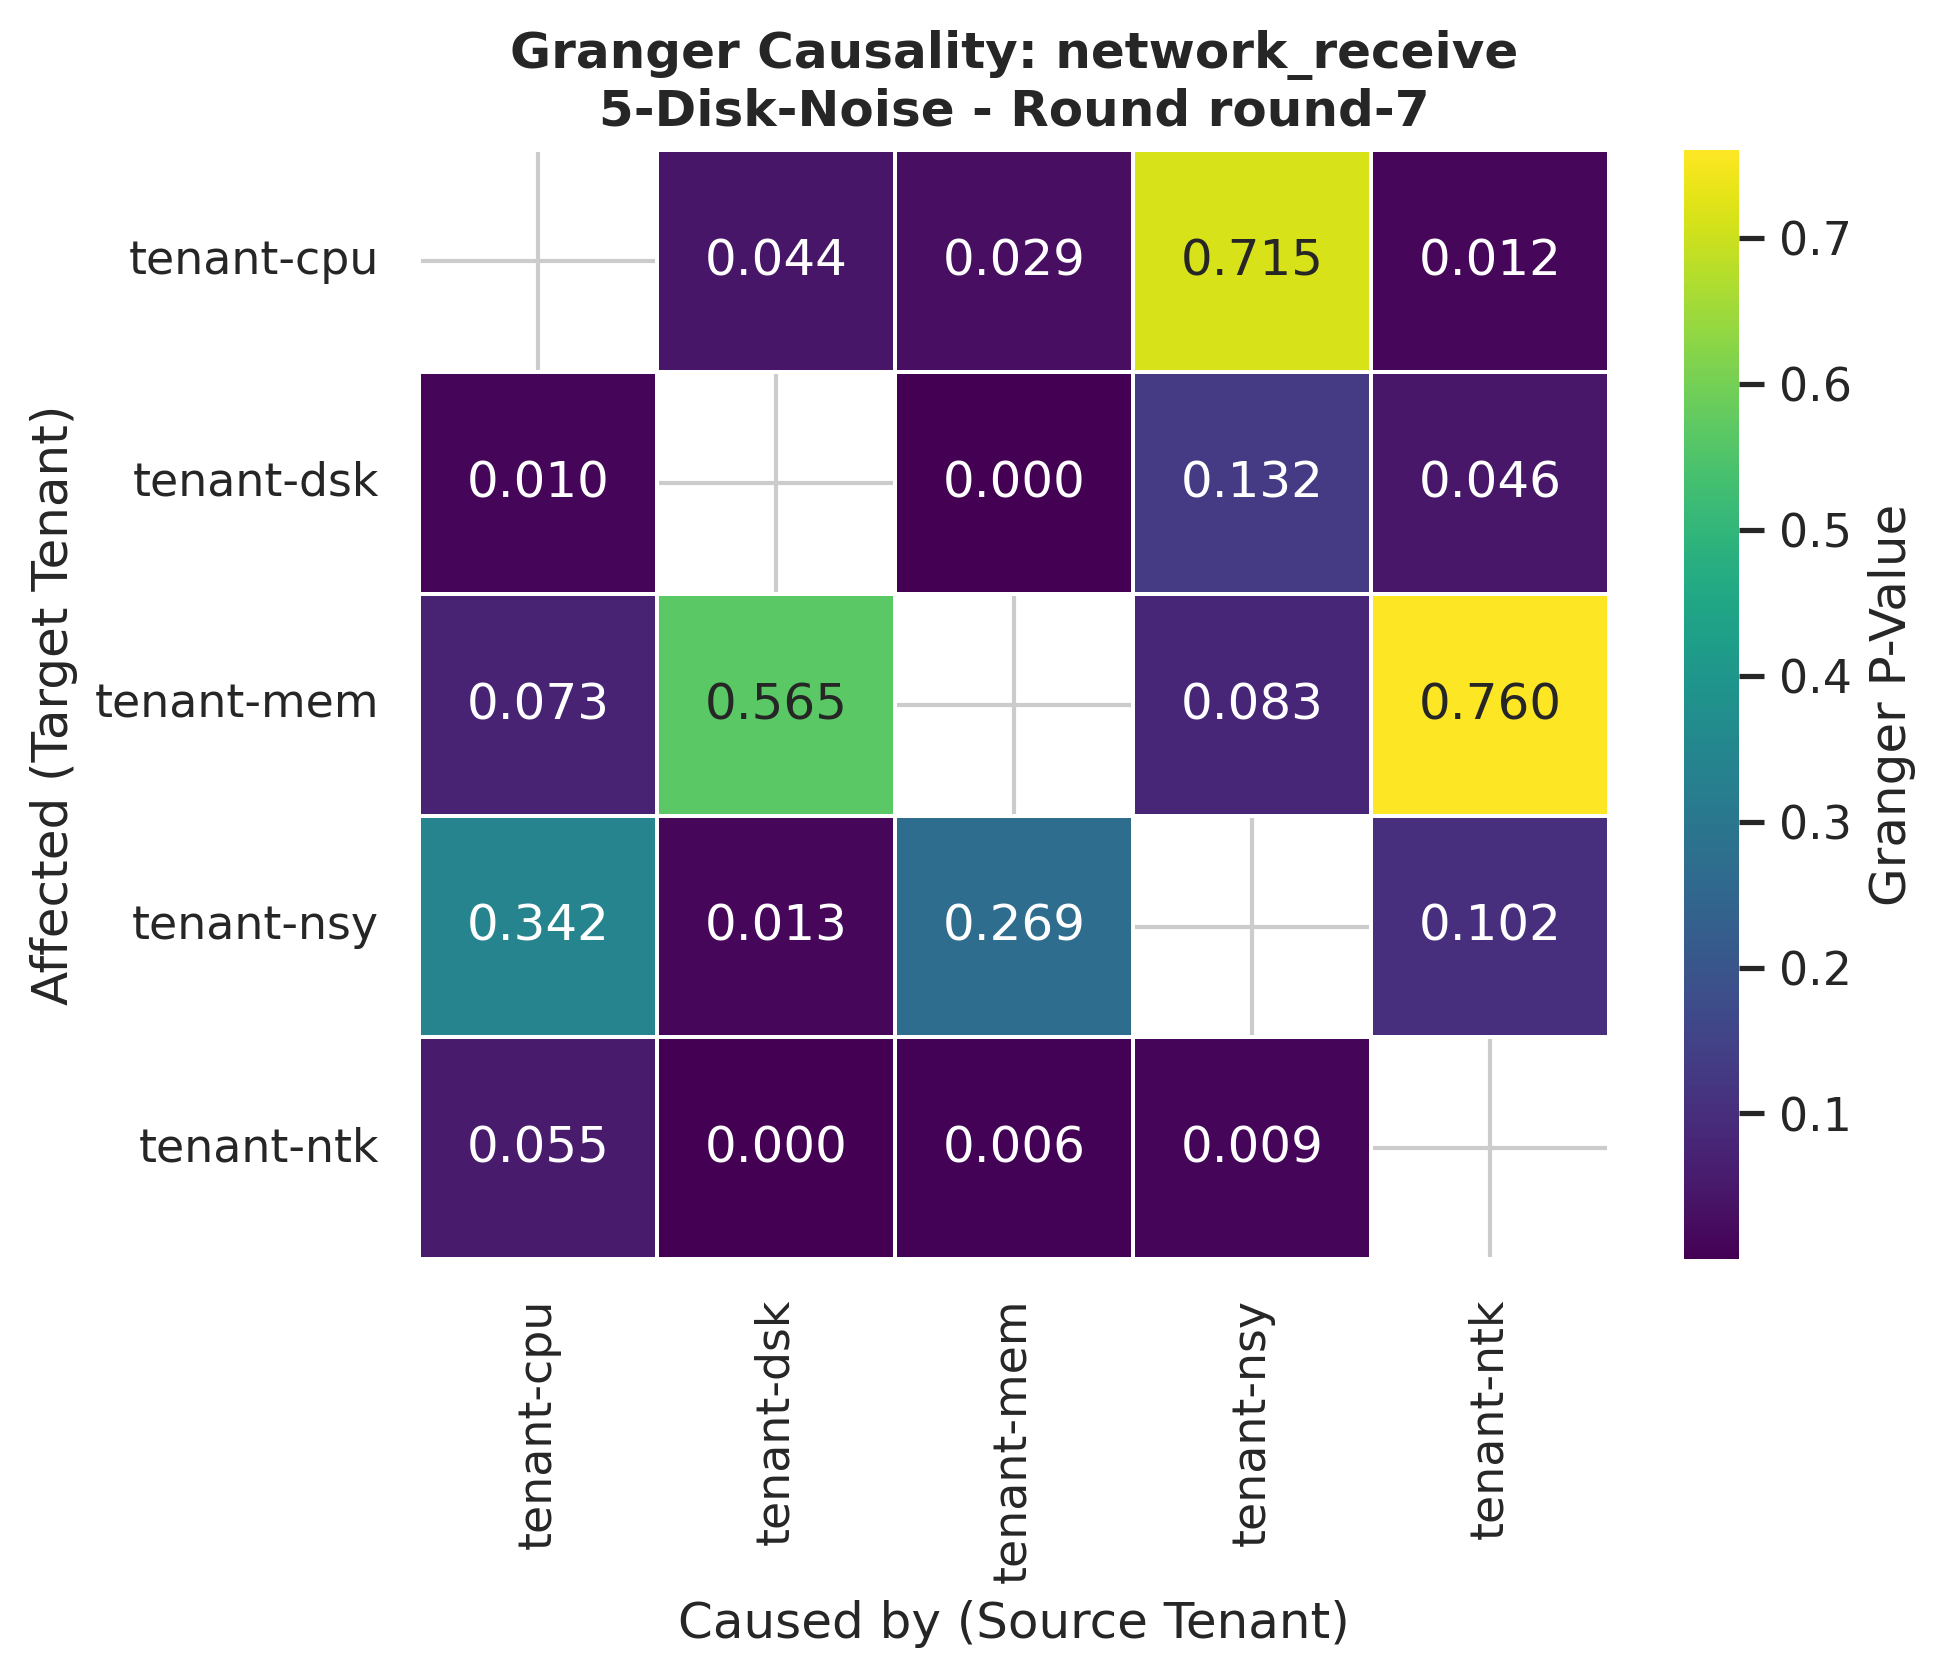 Granger Causality: network_receive
5-Disk-Noise - Round round-7
Affected (Target Tenant)
tenant-cpu 0.044 0.029 0.715 0.012
tenant-dsk 0.010 0.000 0.132 0.046
tenant-mem 0.073 0.565 0.083 0.760
tenant-nsy 0.342 0.013 0.269 0.102
tenant-ntk 0.055 0.000 0.006 0.009
tenant-cpu
tenant-dsk
tenant-mem
tenant-nsy
tenant-ntk
Caused by (Source Tenant)
0.7
0.6
0.5
0.4
0.3
0.2
0.1
Granger P-Value